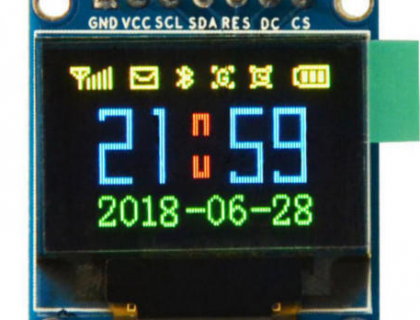 GND VCC SCL SDA RES DC CS
21:59
2018-06-28